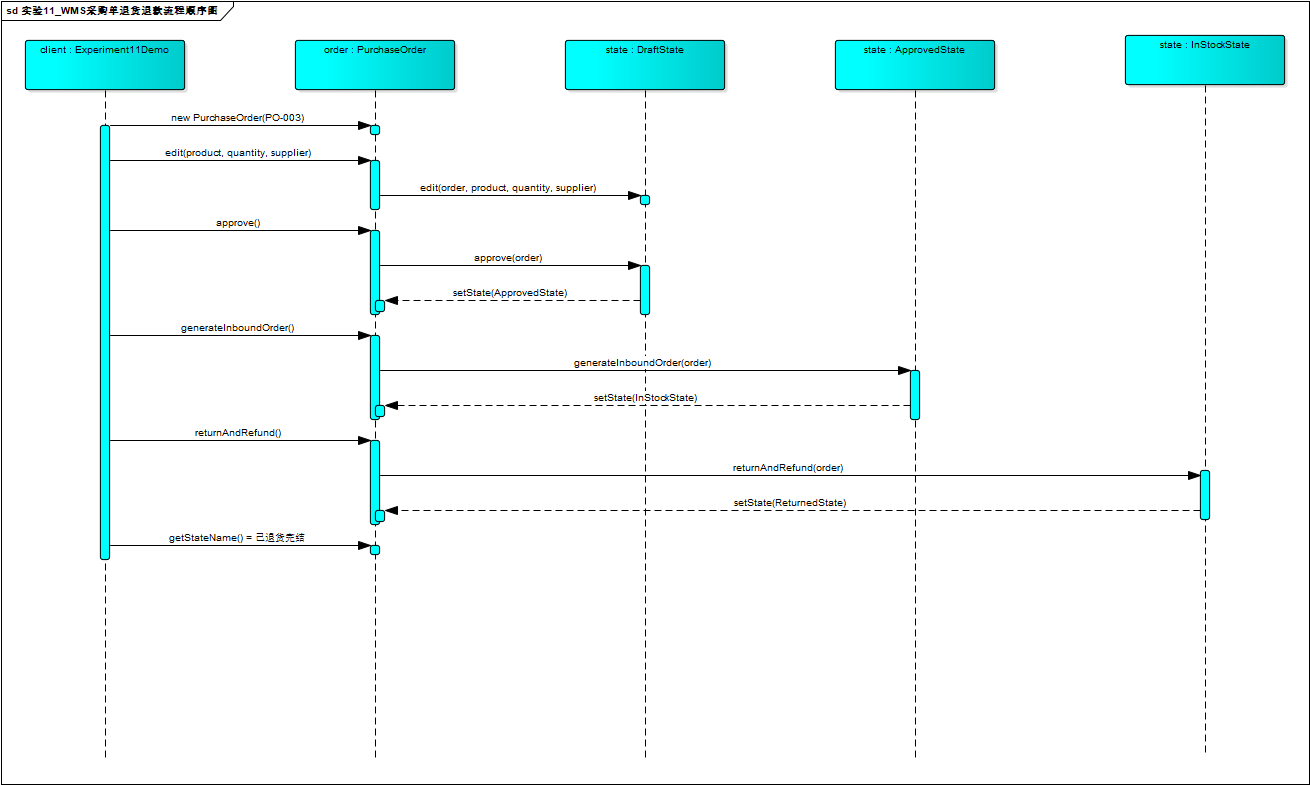 sd 实验11_WMS采购单退货退款流程顺序图
client : Experiment11Demo
order : PurchaseOrder
state : DraftState
state : ApprovedState
state : InStockState
new PurchaseOrder(PO-003)
edit(product, quantity, supplier)
edit(order, product, quantity, supplier)
approve()
approve(order)
setState(ApprovedState)
generateInboundOrder()
generateInboundOrder(order)
setState(InStockState)
returnAndRefund()
returnAndRefund(order)
setState(ReturnedState)
getStateName() = 已退货完结